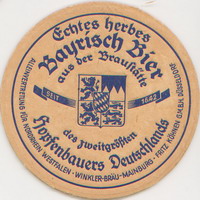 Echtes herbes
Bayrisch Bier
aus der Braustätte
SEIT 1642
des zweitgrößten
Hopfenbauers Deutschlands
ALLEINVERTRETUNG FÜR NORDRHEIN WESTFALEN · WINKLER-BRÄU-MAINBURG · FRITZ KÖNNEN G.M.B.H. DÜSSELDORF